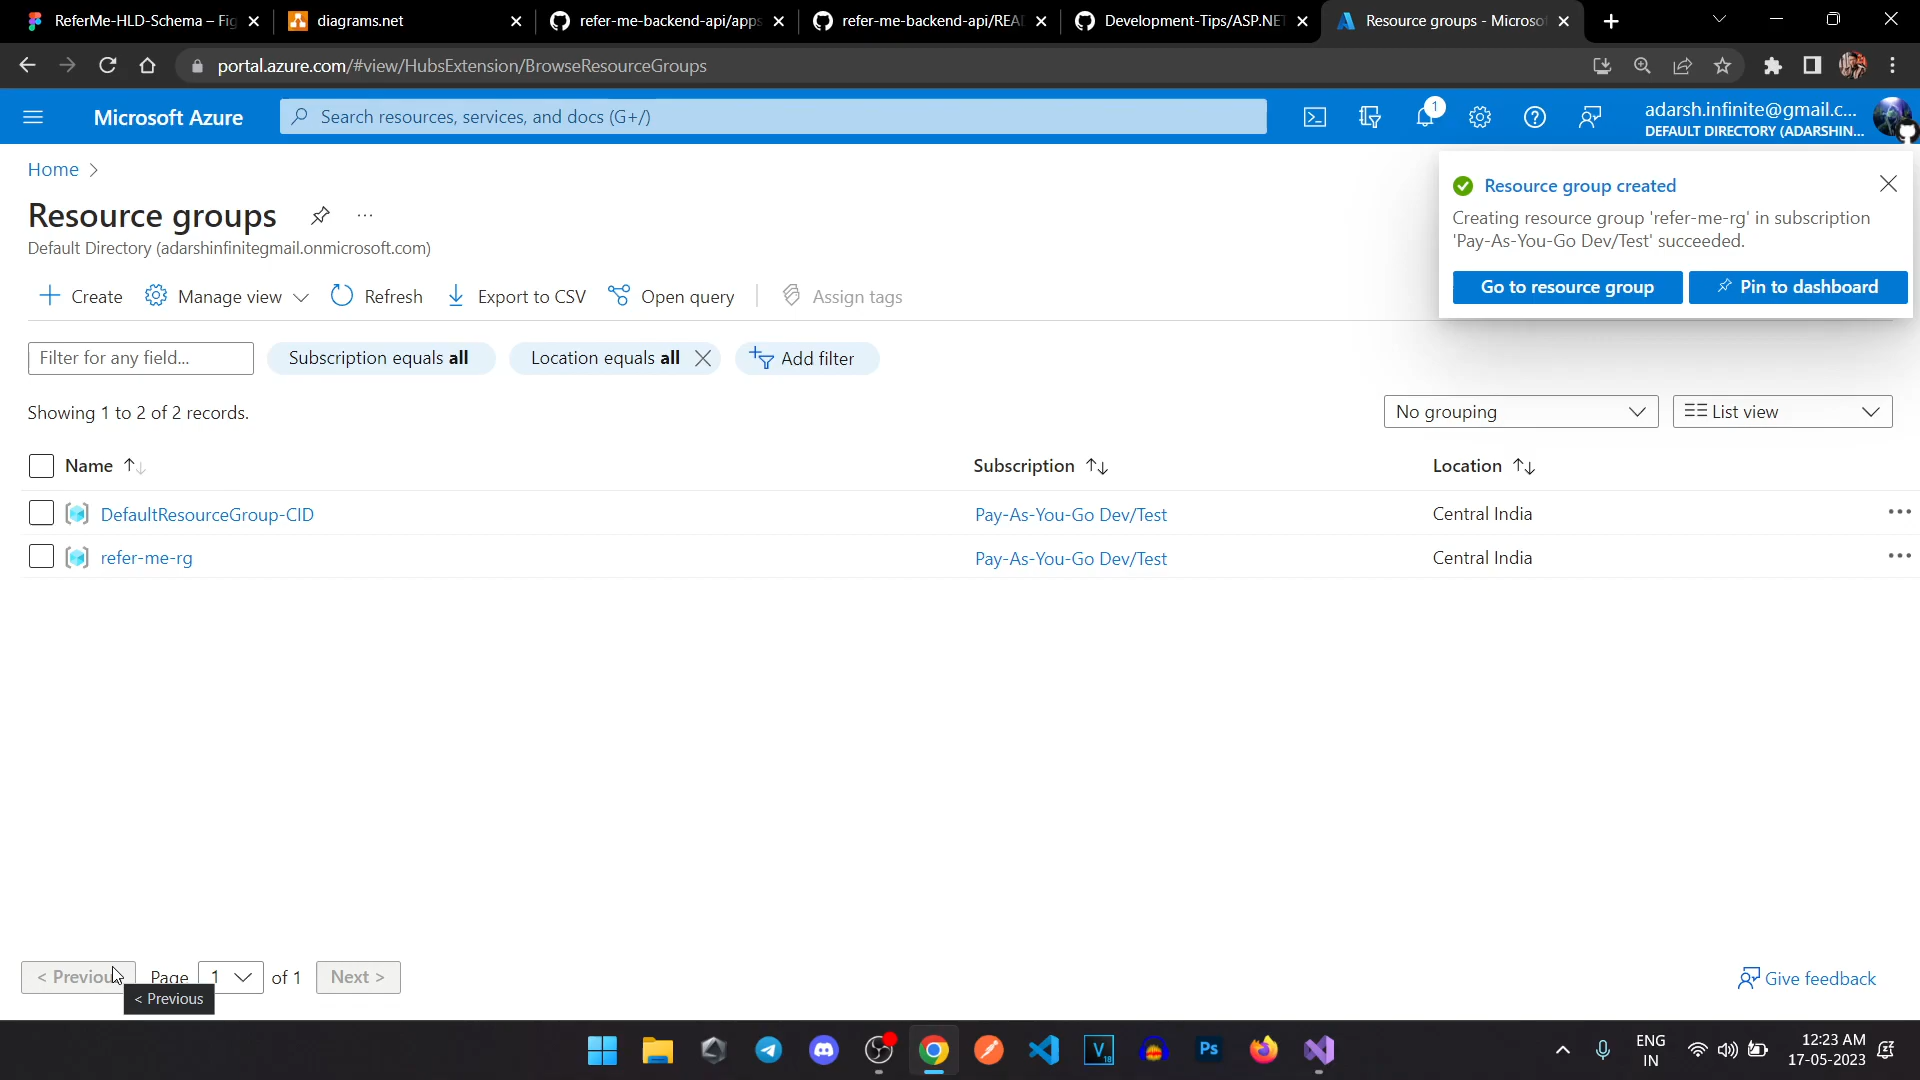 ReferMe-HLD-Schema – Fig
diagrams.net
refer-me-backend-api/apps
refer-me-backend-api/REA
Development-Tips/ASP.NET
Resource groups - Microso
portal.azure.com/#view/HubsExtension/BrowseResourceGroups
Microsoft Azure
Search resources, services, and docs (G+/)
1
adarsh.infinite@gmail.c...
DEFAULT DIRECTORY (ADARSHIN...
Home >
Resource groups
...
Default Directory (adarshinfinitegmail.onmicrosoft.com)
Resource group created
Creating resource group 'refer-me-rg' in subscription
'Pay-As-You-Go Dev/Test' succeeded.
Go to resource group
Pin to dashboard
Create
Manage view
Refresh
Export to CSV
Open query
Assign tags
Filter for any field...
Subscription equals all
Location equals all
Add filter
Showing 1 to 2 of 2 records.
No grouping
List view
Name
Subscription
Location
DefaultResourceGroup-CID
Pay-As-You-Go Dev/Test
Central India
refer-me-rg
Pay-As-You-Go Dev/Test
Central India
< Previou
Page
1
of 1
Next >
< Previous
Give feedback
V
18
Ps
ENG
IN
12:23 AM
17-05-2023